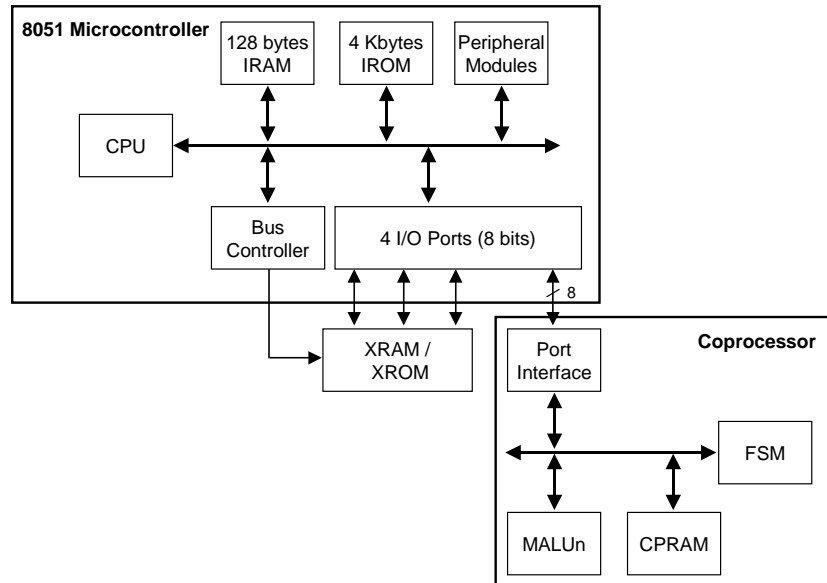 8051 Microcontroller
128 bytes
IRAM
4 Kbytes
IROM
Peripheral
Modules
CPU
Bus
Controller
4 I/O Ports (8 bits)
8
XRAM /
XROM
Port
Interface
Coprocessor
FSM
MALUn
CPRAM